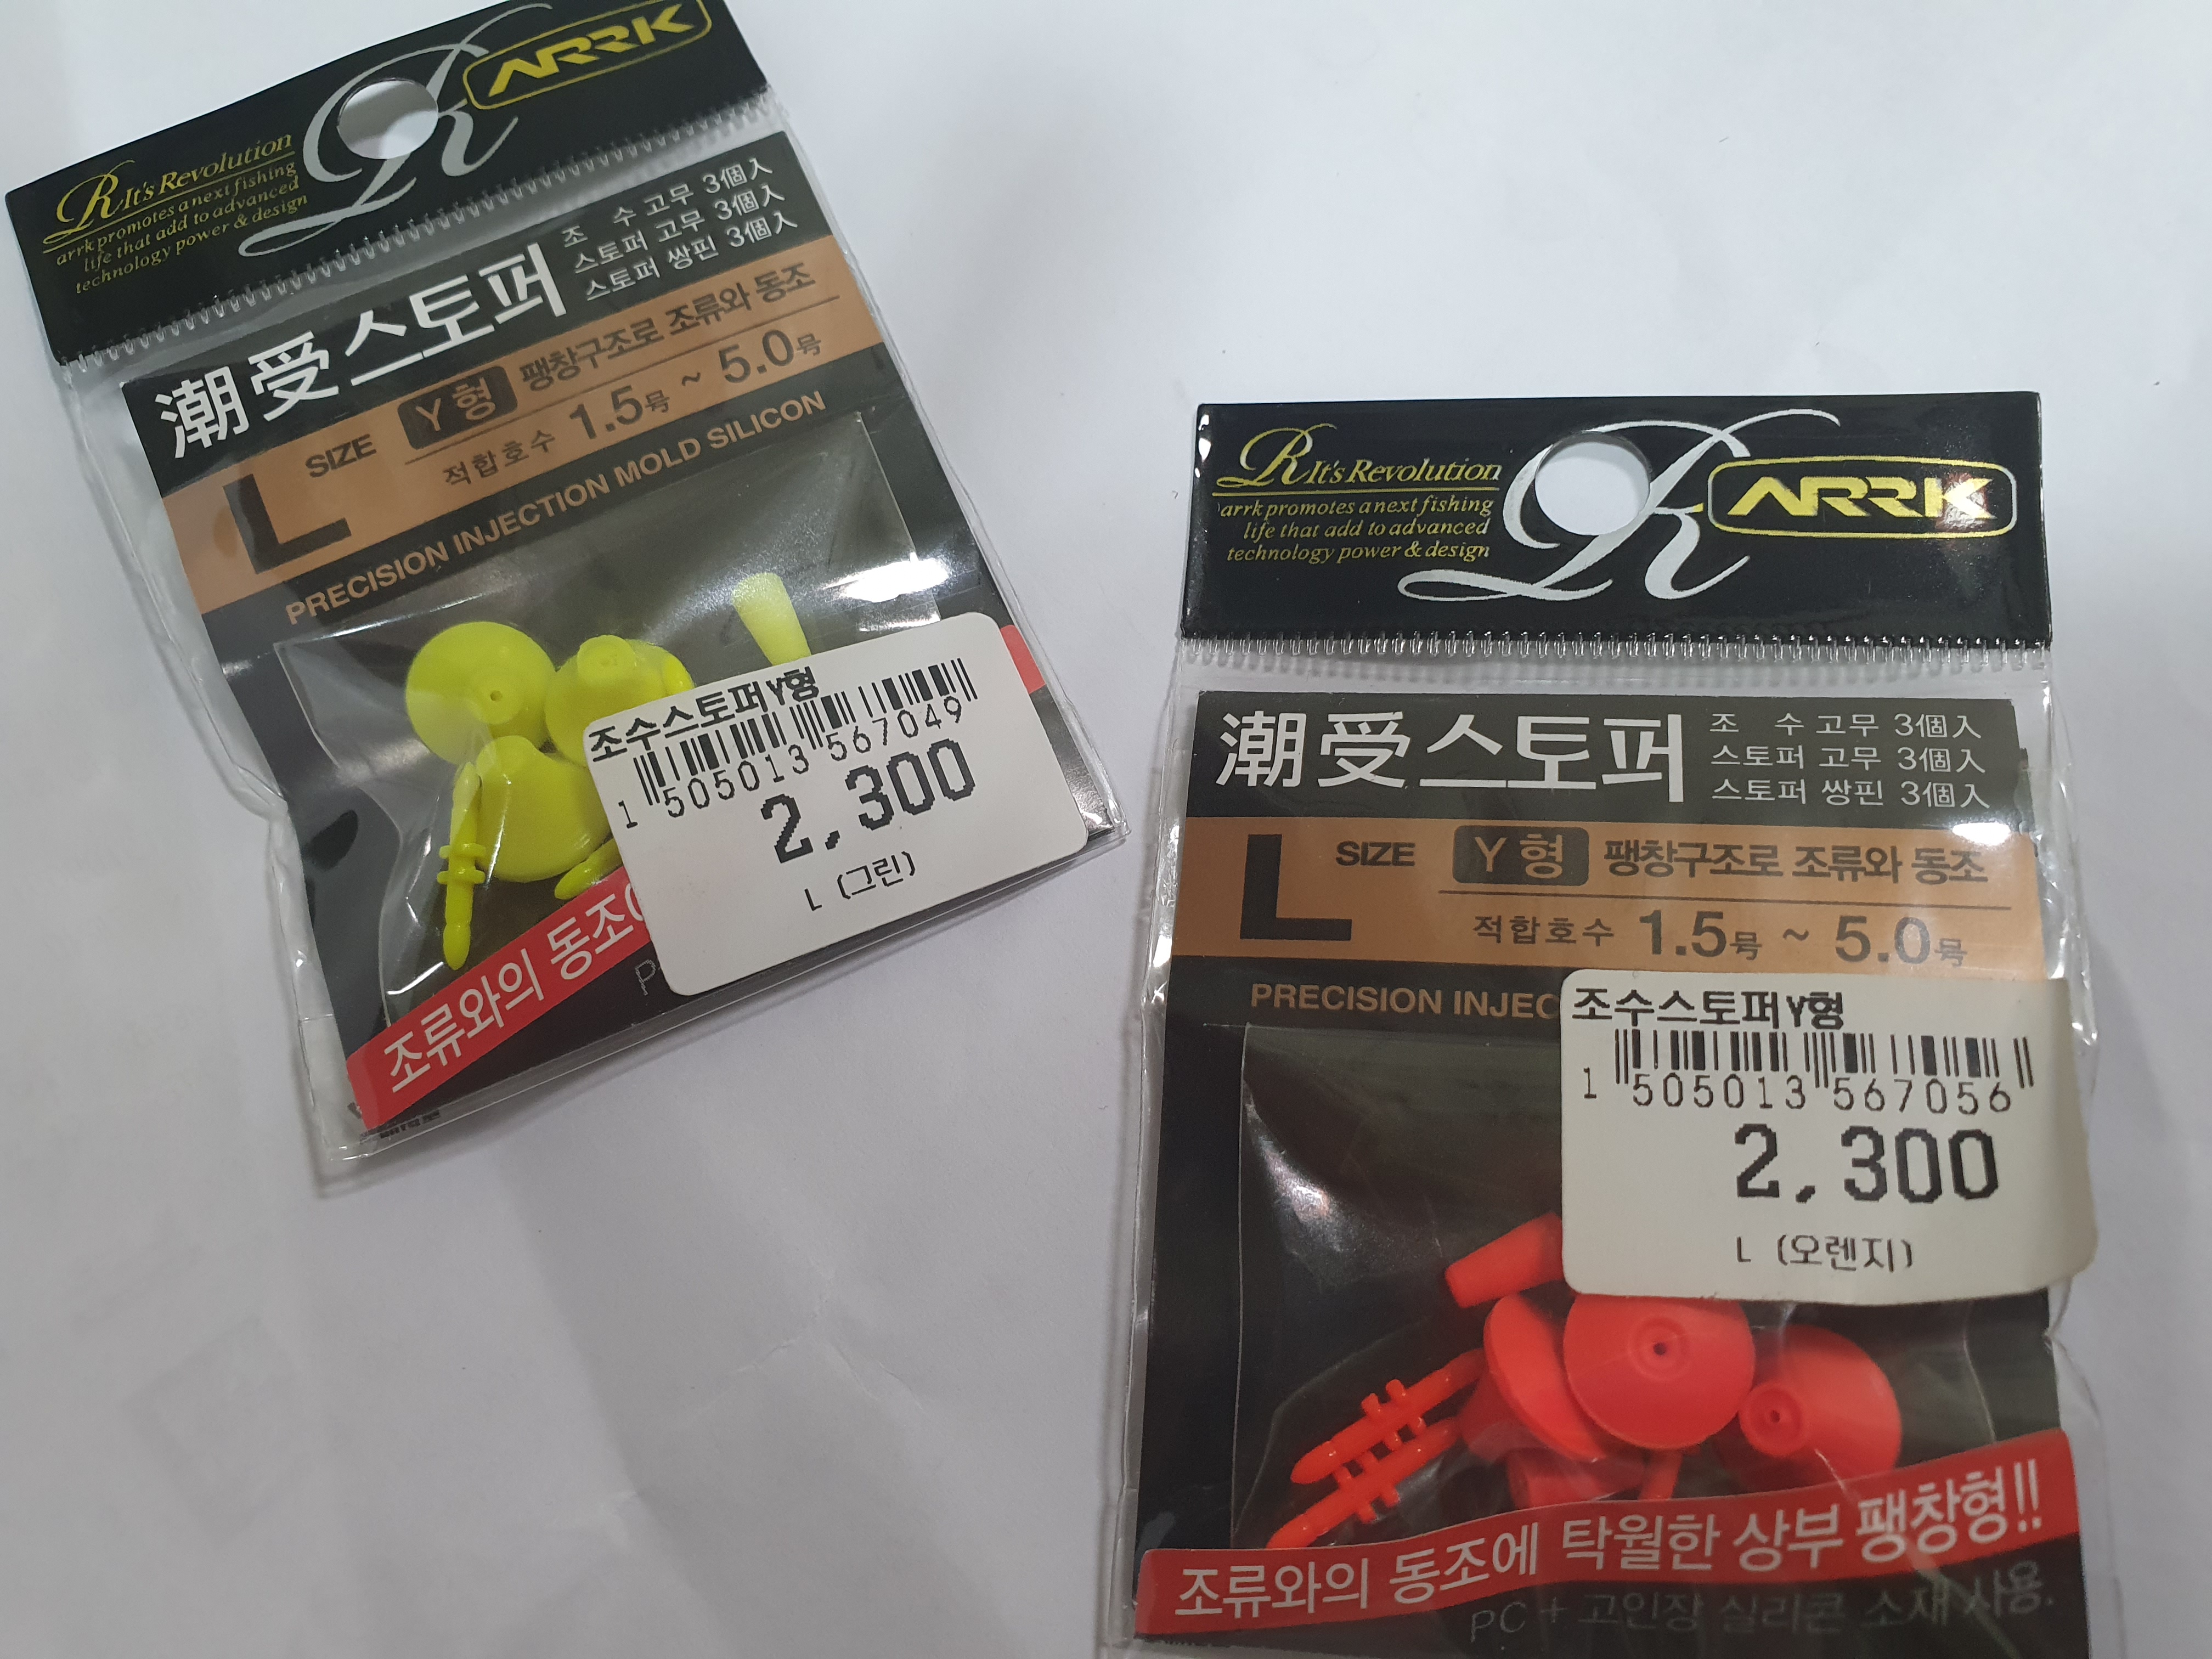 ARRK
R It's Revolution
arrk promotes a next fishing
life that add to advanced
technology power & design
潮受스토퍼
조 수 고무 3個入
스토퍼 고무 3個入
스토퍼 쌍핀 3個入
L SIZE
Y형 팽창구조로 조류와 동조
적합호수 1.5号 ~ 5.0号
PRECISION INJECTION MOLD SILICON
조수스토퍼Y형
1 505013 567049
2,300
L (그린)
조류와의 동조
P
R It's Revolution
arrk promotes a next fishing
life that add to advanced
technology power & design
R ARRK
潮受스토퍼
조 수 고무 3個入
스토퍼 고무 3個入
스토퍼 쌍핀 3個入
L SIZE
Y형 팽창구조로 조류와 동조
적합호수 1.5号 ~ 5.0号
PRECISION INJEC
조수스토퍼Y형
1 505013 567056
2,300
L (오렌지)
조류와의 동조에 탁월한 상부 팽창형!!
PC + 고인장 실리콘 소재 사용.